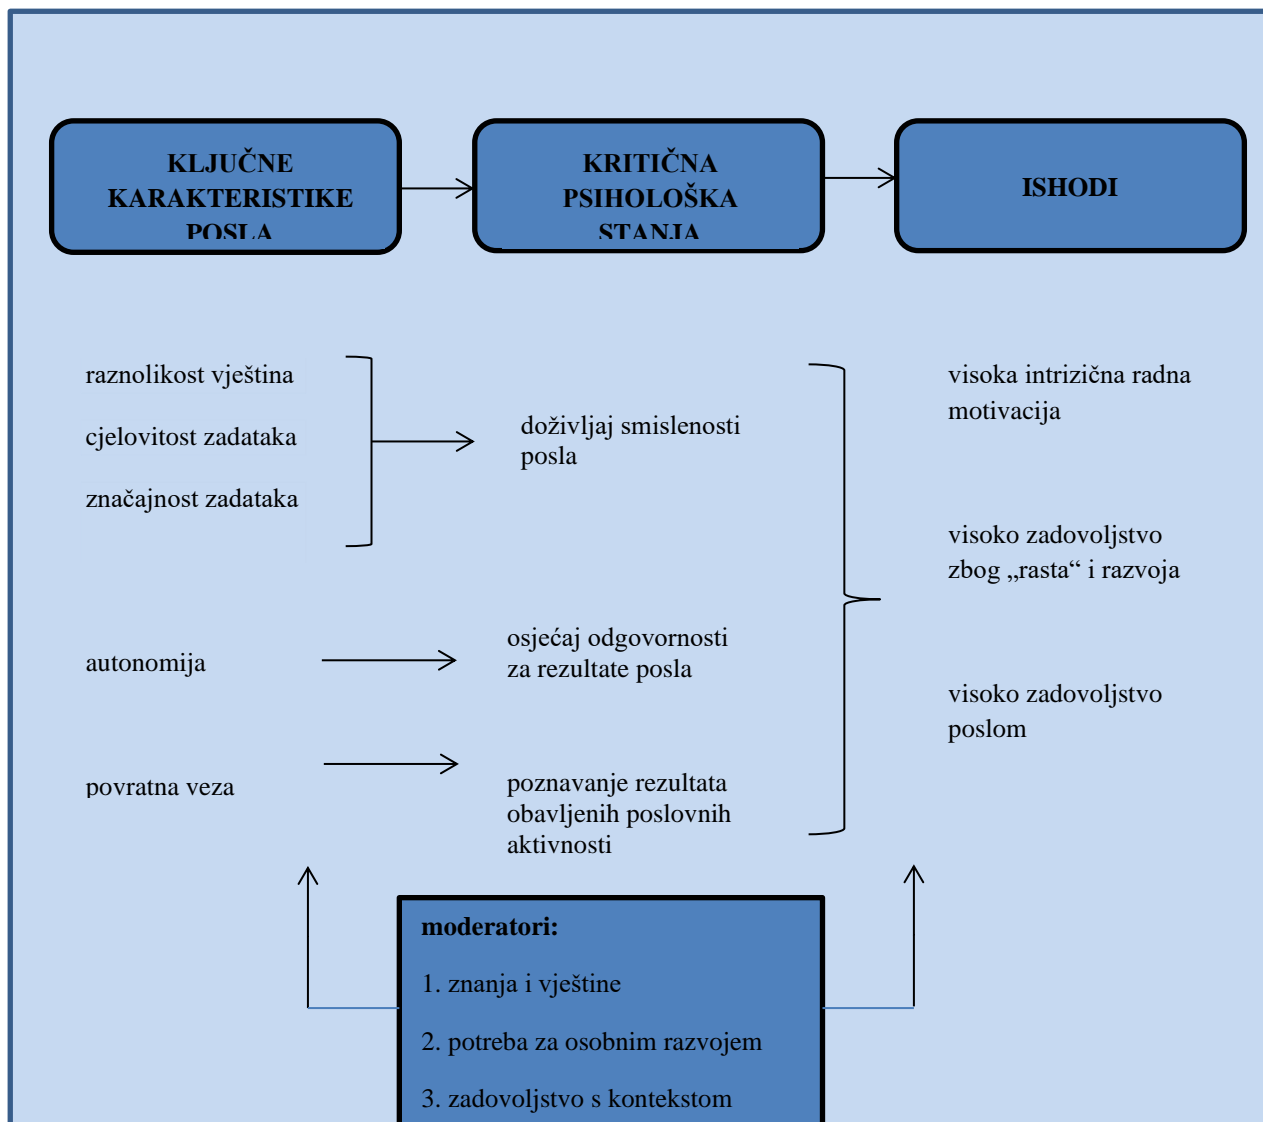 KLJUČNE
KARAKTERISTIKE
POSLA
KRITIČNA
PSIHOLOŠKA
STANJA
ISHODI
raznolikost vještina
cjelovitost zadataka
značajnost zadataka
autonomija
povratna veza
doživljaj smislenosti
posla
osjećaj odgovornosti
za rezultate posla
poznavanje rezultata
obavljenih poslovnih
aktivnosti
visoka intrizična radna
motivacija
visoko zadovoljstvo
zbog „rasta“ i razvoja
visoko zadovoljstvo
poslom
moderatori:
1. znanja i vještine
2. potreba za osobnim razvojem
3. zadovoljstvo s kontekstom